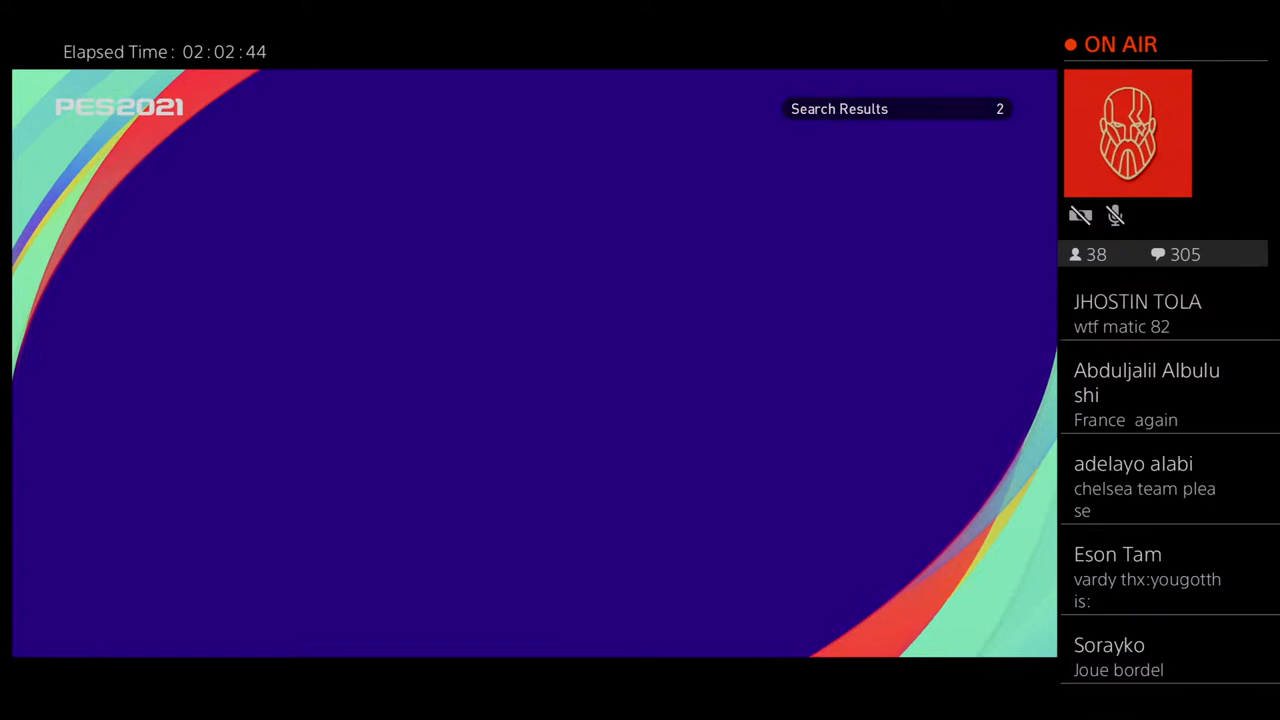 Elapsed Time: 02:02:44
ON AIR
PES2021
Search Results 2
38 305
JHOSTIN TOLA
wtf matic 82
Abduljalil Albulu
shi
France again
adelayo alabi
chelsea team plea
se
Eson Tam
vardy thx:yougotth
is:
Sorayko
Joue bordel